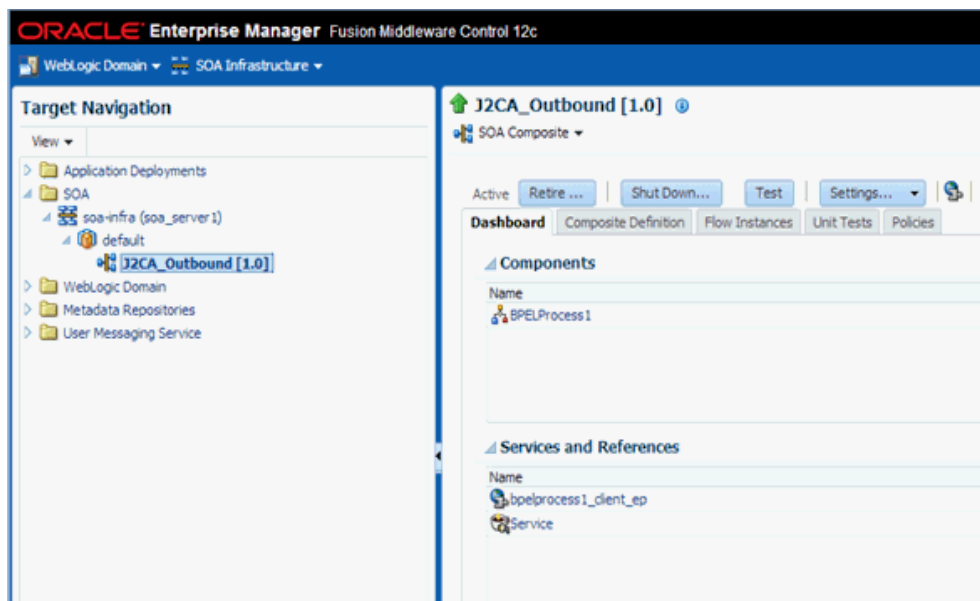 ORACLE Enterprise Manager Fusion Middleware Control 12c
WebLogic Domain SOA Infrastructure
Target Navigation
View
Application Deployments
SOA
soa-infra (soa_server1)
default
J2CA_Outbound [1.0]
WebLogic Domain
Metadata Repositories
User Messaging Service
J2CA_Outbound [1.0]
SOA Composite
Active Retire ... Shut Down... Test Settings...
Dashboard Composite Definition Flow Instances Unit Tests Policies
Components
Name
BPELProcess1
Services and References
Name
bpelprocess1_client_ep
Service